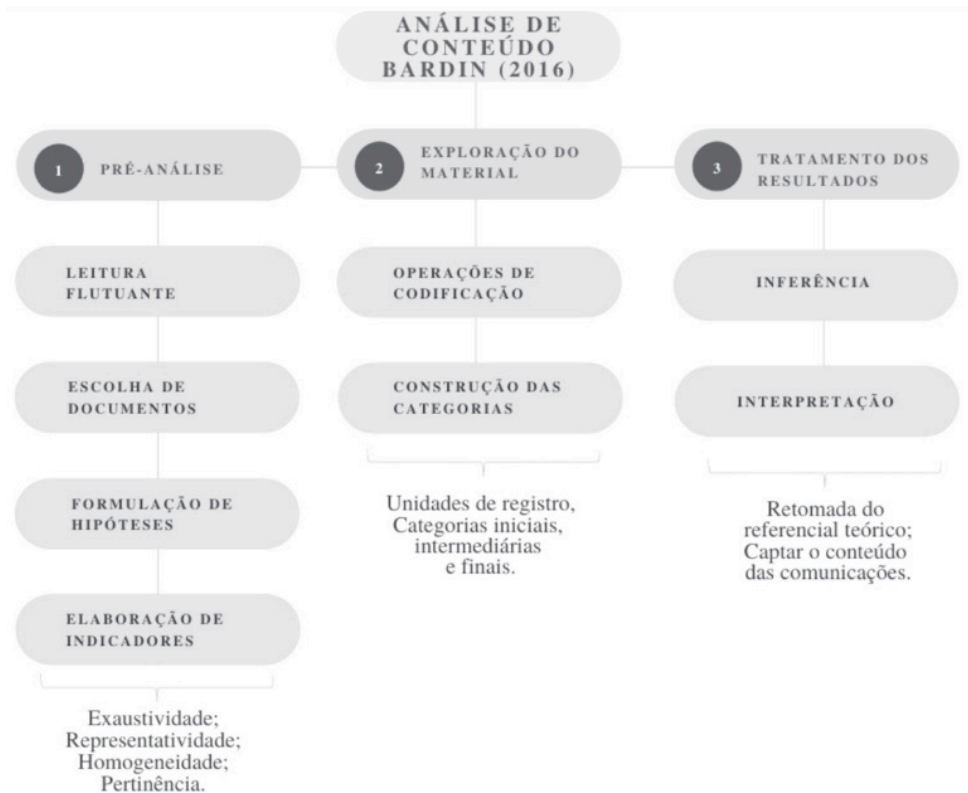 ANÁLISE DE
CONTEÚDO
BARDIN (2016)
1
PRÉ-ANÁLISE
LEITURA
FLUTUANTE
ESCOLHA DE
DOCUMENTOS
FORMULAÇÃO DE
HIPÓTESES
ELABORAÇÃO DE
INDICADORES
Exaustividade;
Representatividade;
Homogeneidade;
Pertinência.
2
EXPLORAÇÃO DO
MATERIAL
OPERAÇÕES DE
CODIFICAÇÃO
CONSTRUÇÃO DAS
CATEGORIAS
Unidades de registro,
Categorias iniciais,
intermediárias
e finais.
3
TRATAMENTO DOS
RESULTADOS
INFERÊNCIA
INTERPRETAÇÃO
Retomada do
referencial teórico;
Captar o conteúdo
das comunicações.